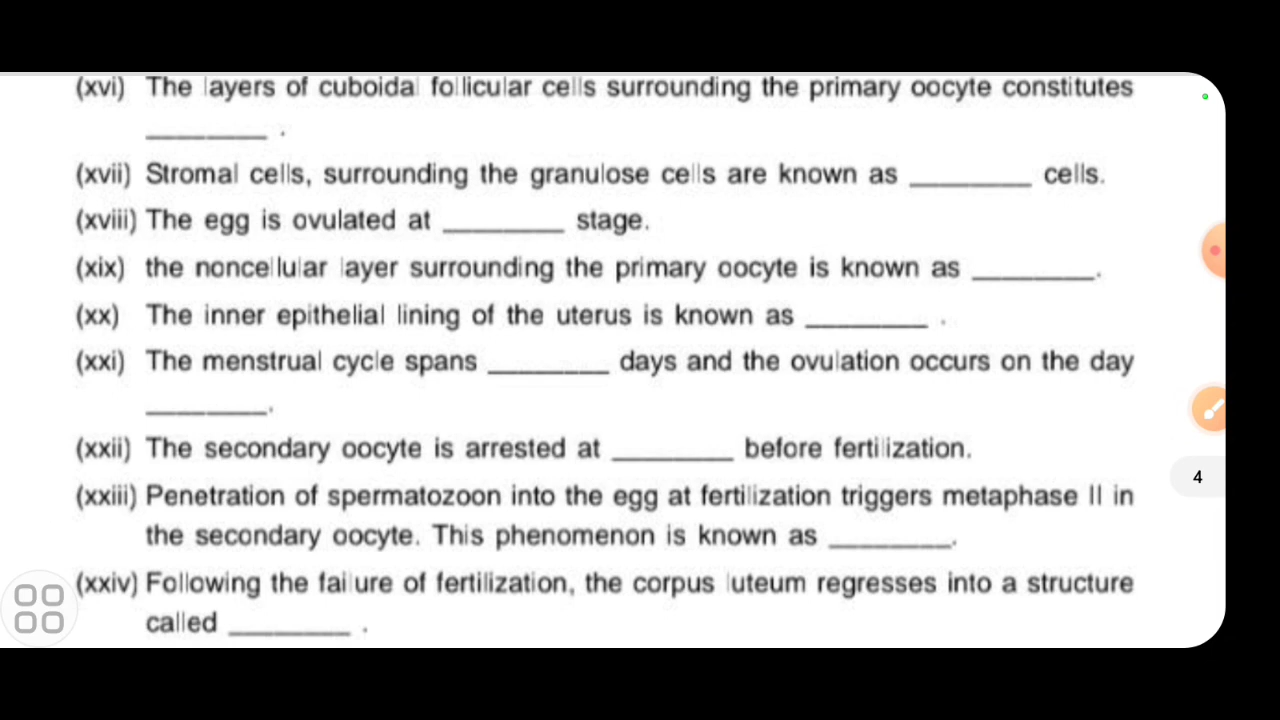 (xvi) The layers of cuboidal follicular cells surrounding the primary oocyte constitutes
________ .
(xvii) Stromal cells, surrounding the granulose cells are known as ________ cells.
(xviii) The egg is ovulated at ________ stage.
(xix) the noncellular layer surrounding the primary oocyte is known as ________.
(xx) The inner epithelial lining of the uterus is known as ________ .
(xxi) The menstrual cycle spans ________ days and the ovulation occurs on the day
________.
(xxii) The secondary oocyte is arrested at ________ before fertilization.
4
(xxiii) Penetration of spermatozoon into the egg at fertilization triggers metaphase II in
the secondary oocyte. This phenomenon is known as ________.
(xxiv) Following the failure of fertilization, the corpus luteum regresses into a structure
called ________ .